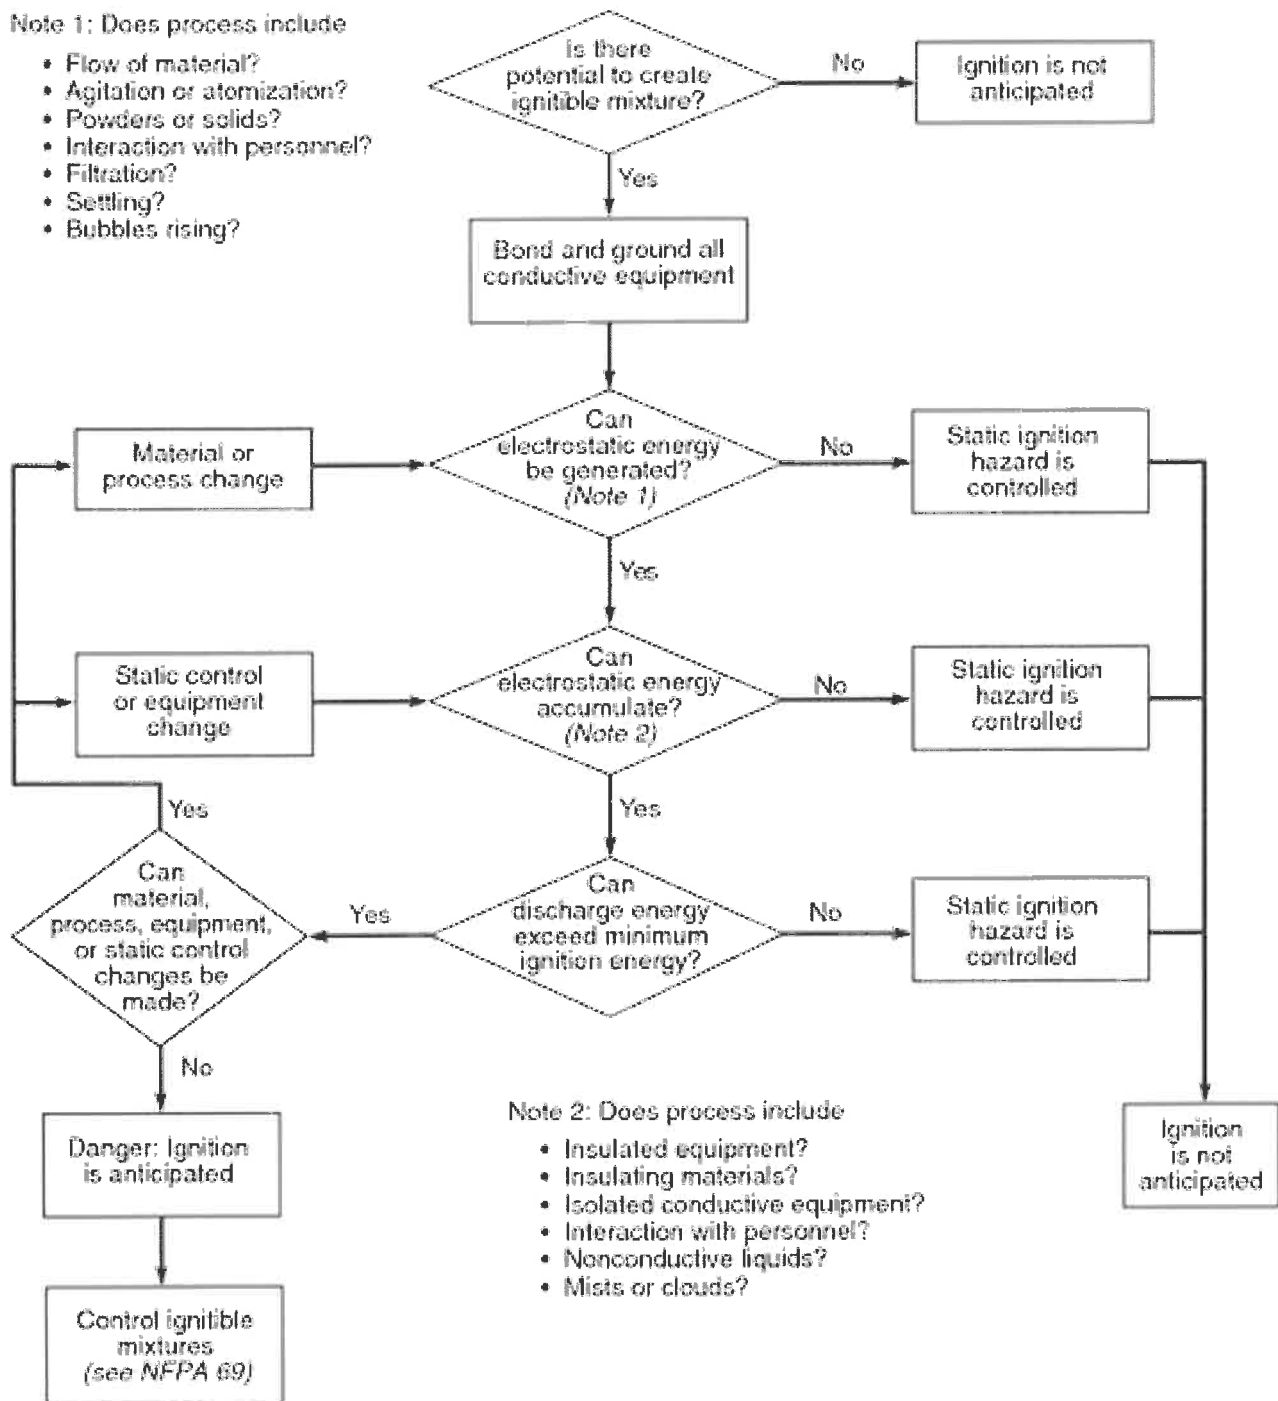 Note 1: Does process include
• Flow of material?
• Agitation or atomization?
• Powders or solids?
• Interaction with personnel?
• Filtration?
• Settling?
• Bubbles rising?
Is there
potential to create
ignitible mixture?
No
Ignition is not
anticipated
Yes
Bond and ground all
conductive equipment
Material or
process change
Can
electrostatic energy
be generated?
(Note 1)
No
Static ignition
hazard is
controlled
Yes
Static control
or equipment
change
Can
electrostatic energy
accumulate?
(Note 2)
No
Static ignition
hazard is
controlled
Yes
Yes
Can
material,
process, equipment,
or static control
changes be
made?
Yes
Can
discharge energy
exceed minimum
ignition energy?
No
Static ignition
hazard is
controlled
No
Danger: Ignition
is anticipated
Control ignitible
mixtures
(see NFPA 69)
Note 2: Does process include
• Insulated equipment?
• Insulating materials?
• Isolated conductive equipment?
• Interaction with personnel?
• Nonconductive liquids?
• Mists or clouds?
Ignition
is not
anticipated